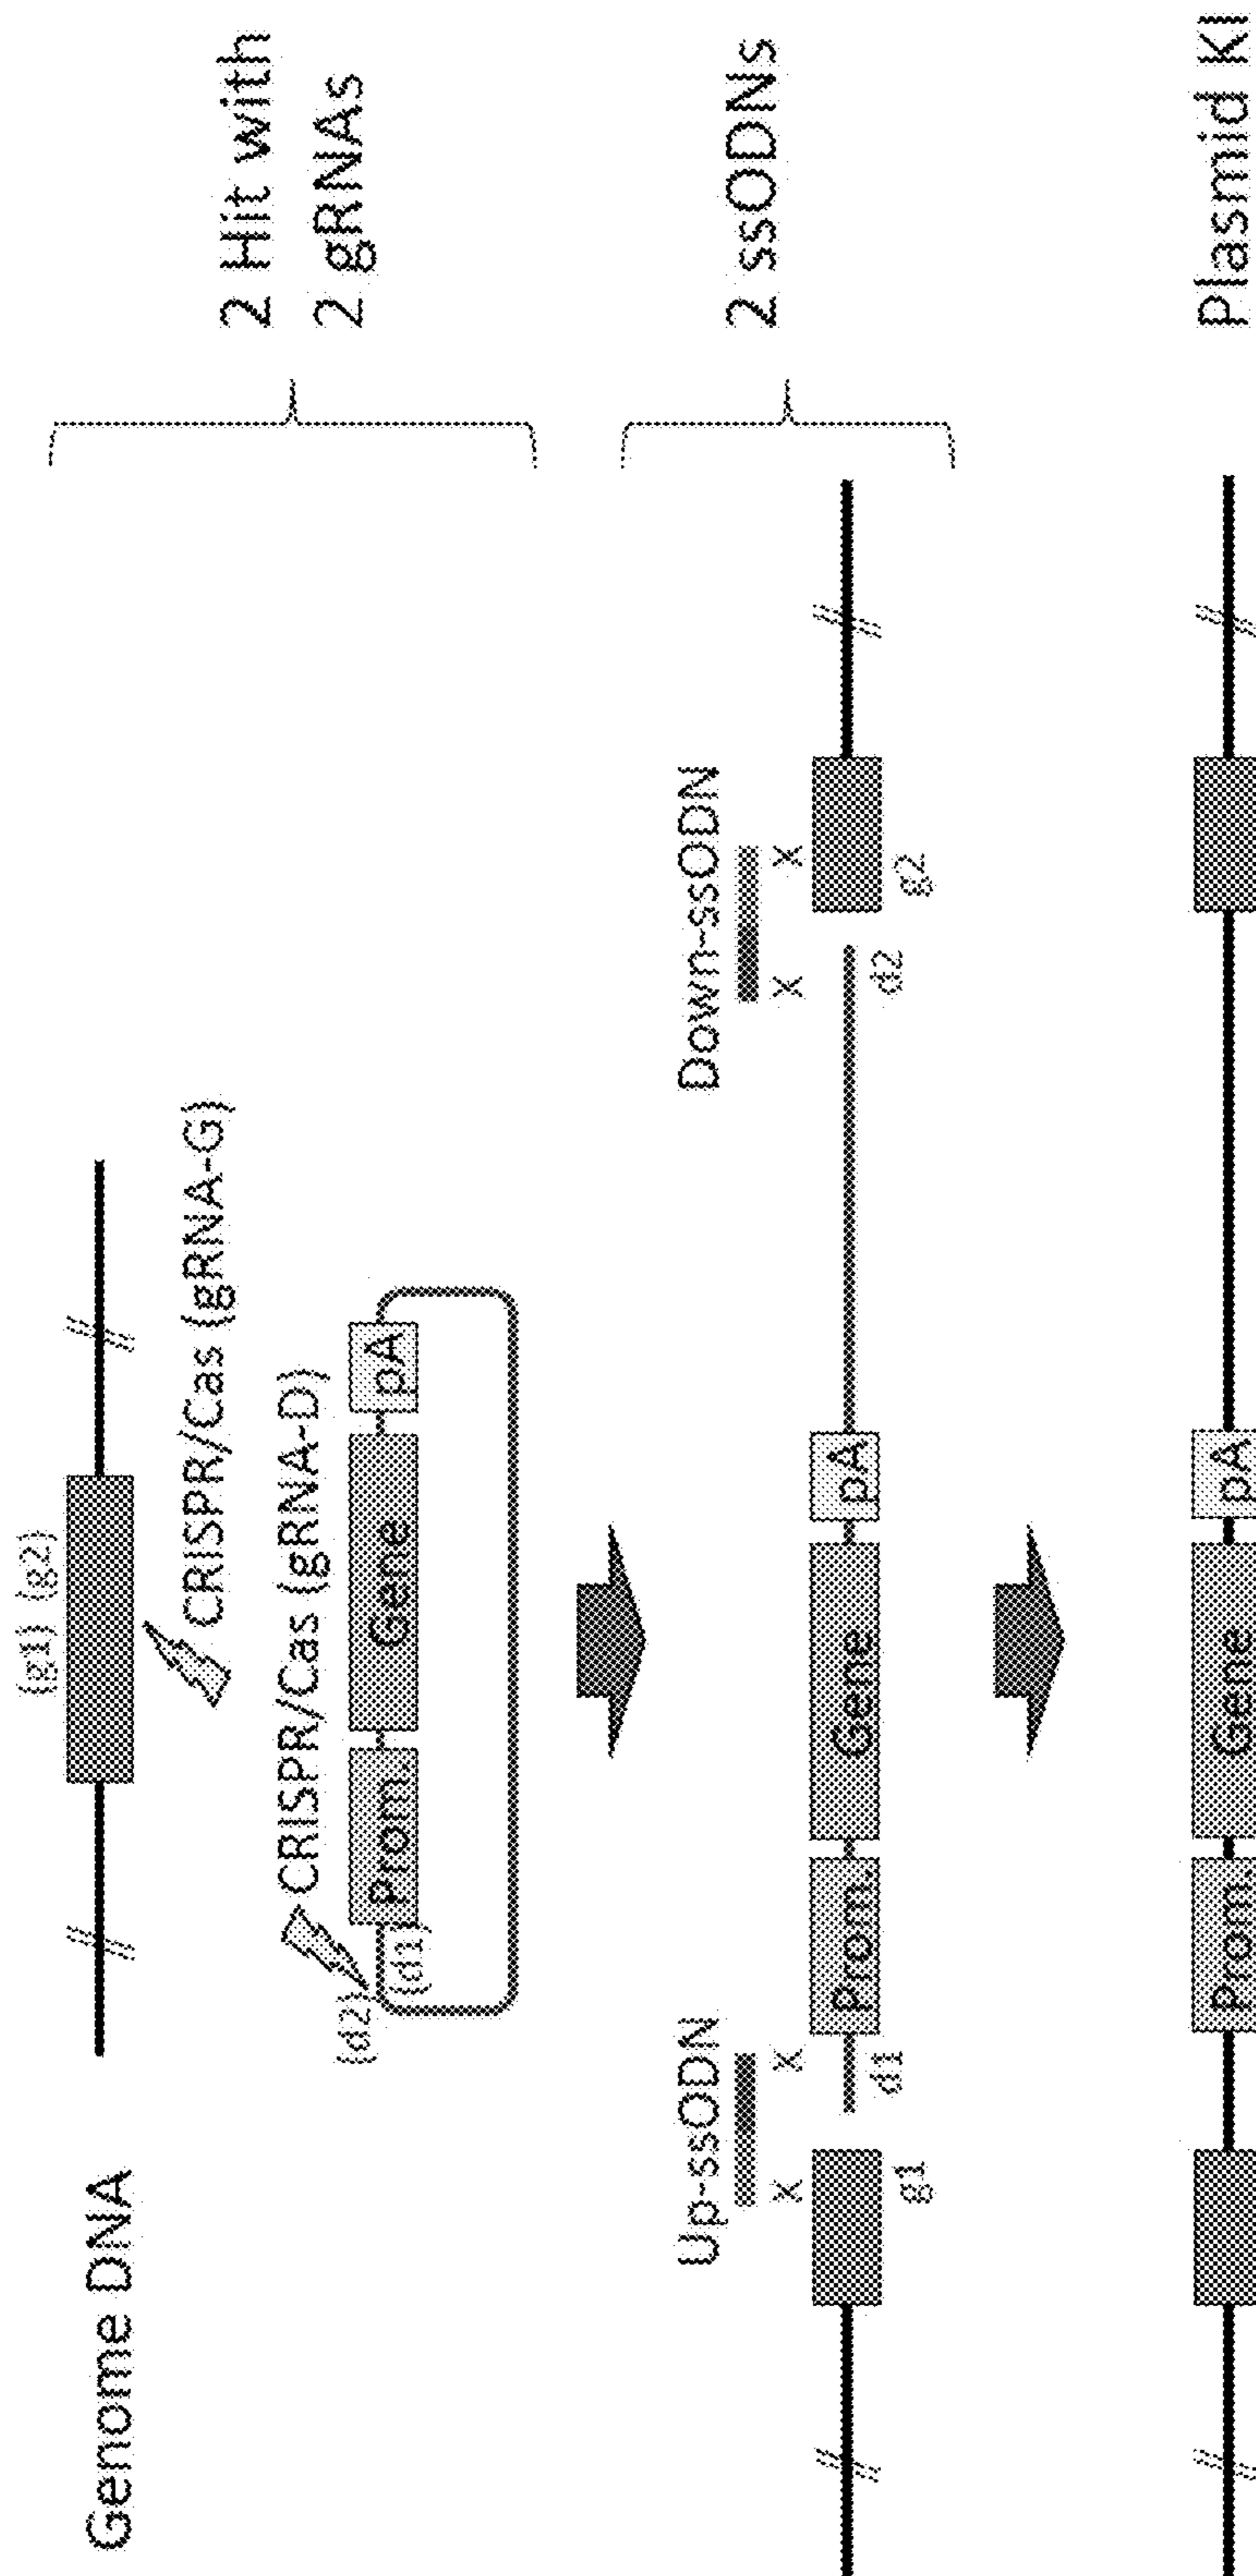 Genome DNA
(g1) (g2)
CRISPR/Cas (gRNA-G)
2 Hit with
2 gRNAs
CRISPR/Cas (gRNA-D)
(d2)
(d1)
Prom.
Gene
pA
Up-ssODN
Down-ssODN
2 ssODNs
X
X
X
X
Prom.
Gene
pA
g1
d1
d2
g2
Prom.
Gene
pA
Plasmid KI